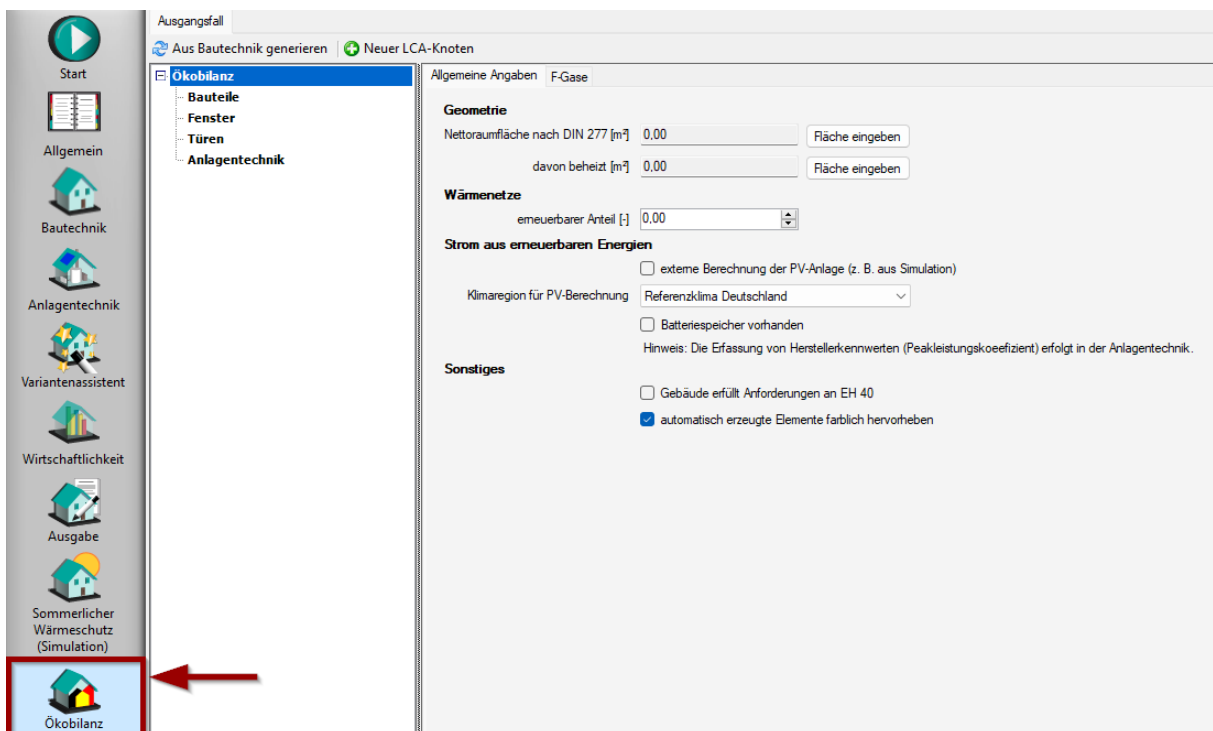 Start
Allgemein
Bautechnik
Anlagentechnik
Variantenassistent
Wirtschaftlichkeit
Ausgabe
Sommerlicher
Wärmeschutz
(Simulation)
Ökobilanz
Ausgangsfall
Aus Bautechnik generieren Neuer LCA-Knoten
Ökobilanz
Bauteile
Fenster
Türen
Anlagentechnik
Allgemeine Angaben F-Gase
Geometrie
Nettoraumfläche nach DIN 277 [m²] 0,00 Fläche eingeben
davon beheizt [m²] 0,00 Fläche eingeben
Wärmenetze
erneuerbarer Anteil [-] 0,00
Strom aus erneuerbaren Energien
externe Berechnung der PV-Anlage (z. B. aus Simulation)
Klimaregion für PV-Berechnung Referenzklima Deutschland
Batteriespeicher vorhanden
Hinweis: Die Erfassung von Herstellerkennwerten (Peakleistungskoeefizient) erfolgt in der Anlagentechnik.
Sonstiges
Gebäude erfüllt Anforderungen an EH 40
automatisch erzeugte Elemente farblich hervorheben